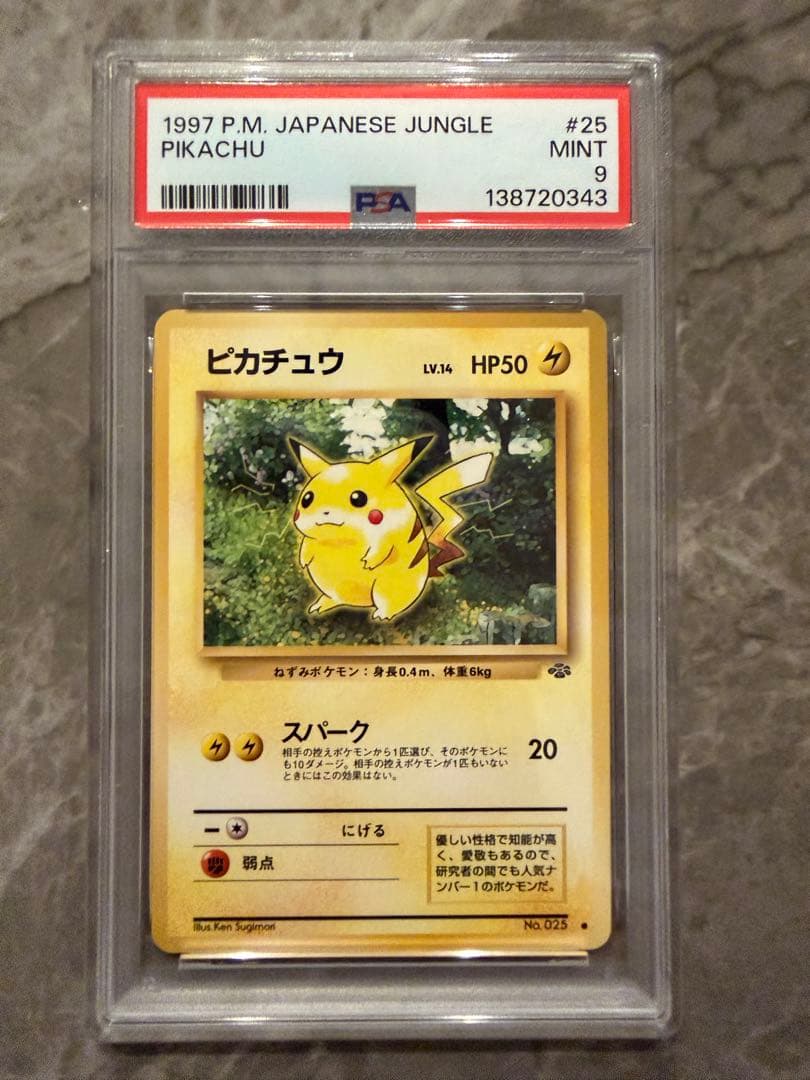 1997 P.M. JAPANESE JUNGLE #25
PIKACHU MINT
9
PSA 138720343
ピカチュウ LV.14 HP50
ねずみポケモン：身長0.4m、体重6kg
スパーク 20
相手の控えポケモンから1匹選び、そのポケモンに
も10ダメージ。相手の控えポケモンが1匹もいない
ときにはこの効果はない。
にげる
弱点
優しい性格で知能が高
く、愛敬もあるので、
研究者の間でも人気ナ
ンバー1のポケモンだ。
Illus. Ken Sugimori No. 025